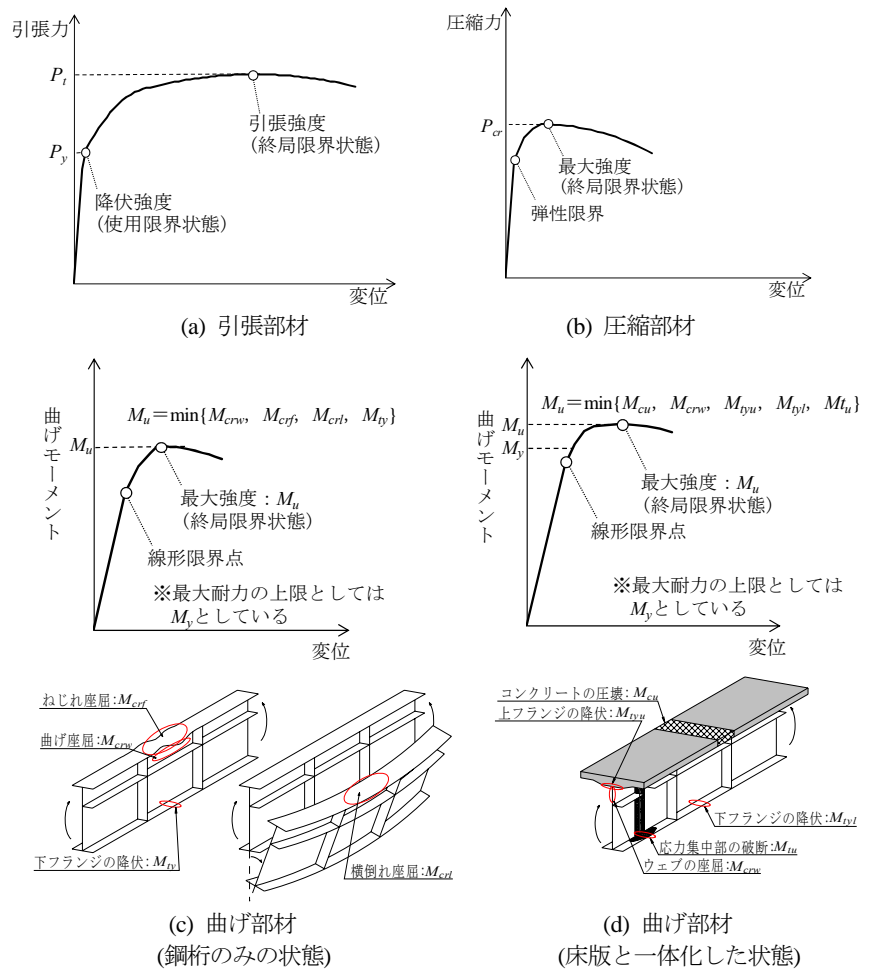 引張力
P_t
引張強度
(終局限界状態)
P_y
降伏強度
(使用限界状態)
変位
(a) 引張部材
圧縮力
P_cr
最大強度
(終局限界状態)
弾性限界
変位
(b) 圧縮部材
曲げモーメント
M_u=min{M_crw, M_crf, M_crl, M_ty}
M_u
最大強度:M_u
(終局限界状態)
線形限界点
※最大耐力の上限としては
M_yとしている
変位
ねじれ座屈:M_crf
曲げ座屈:M_crw
下フランジの降伏:M_ty
横倒れ座屈:M_crl
(c) 曲げ部材
(鋼桁のみの状態)
曲げモーメント
M_u=min{M_cu, M_crw, M_tyu, M_tyl, Mt_u}
M_u
M_y
最大強度:M_u
(終局限界状態)
線形限界点
※最大耐力の上限としては
M_yとしている
変位
コンクリートの圧壊:M_cu
上フランジの降伏:M_tyu
下フランジの降伏:M_tyl
応力集中部の破断:M_tu
ウェブの座屈:M_crw
(d) 曲げ部材
(床版と一体化した状態)